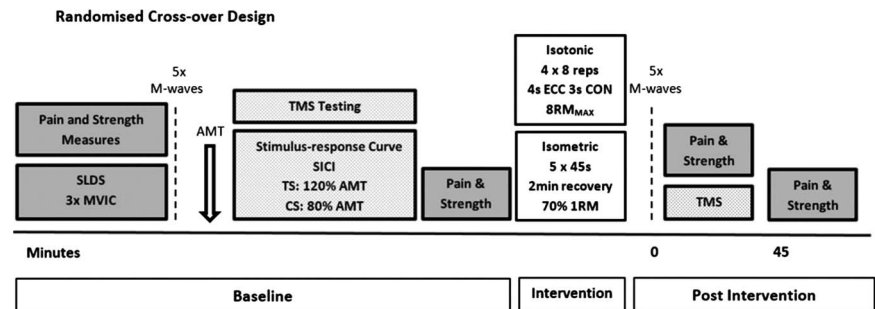 Randomised Cross-over Design
5x
M-waves
Pain and Strength
Measures
SLDS
3x MVIC
AMT
TMS Testing
Stimulus-response Curve
SICI
TS: 120% AMT
CS: 80% AMT
Pain &
Strength
Isotonic
4 x 8 reps
4s ECC 3s CON
8RMMAX
Isometric
5 x 45s
2min recovery
70% 1RM
5x
M-waves
Pain &
Strength
TMS
Pain &
Strength
Minutes
0
45
Baseline
Intervention
Post Intervention